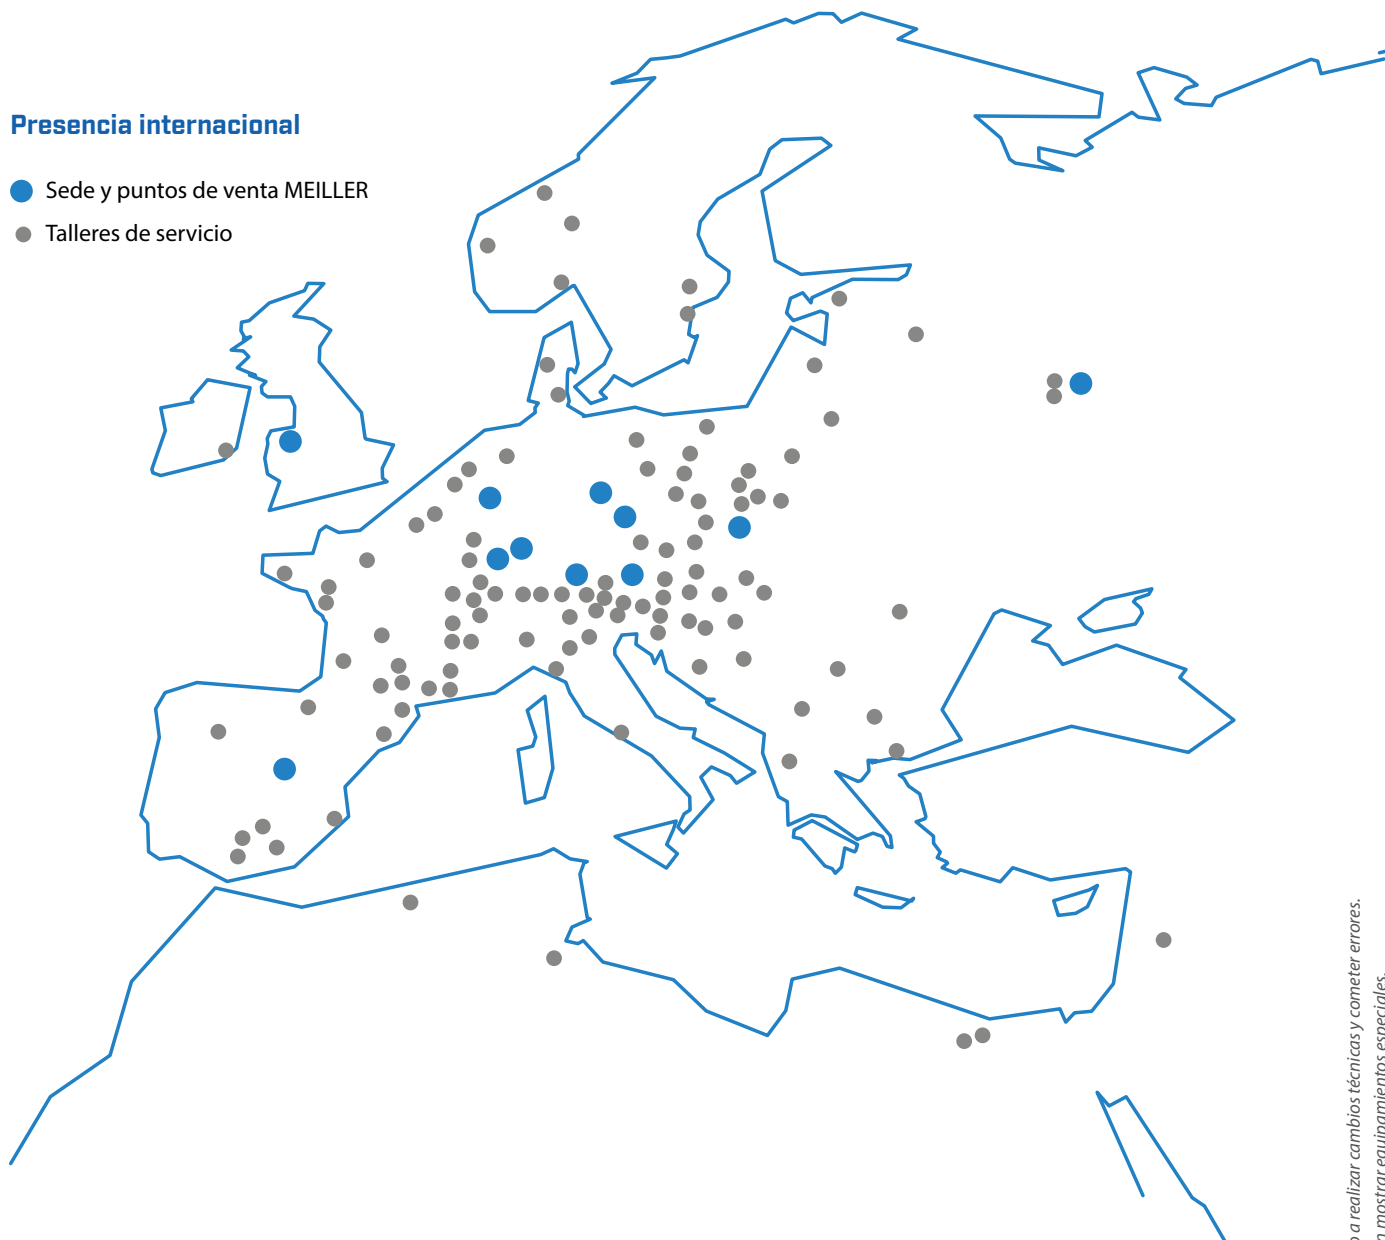 Presencia internacional
Sede y puntos de venta MEILLER
Talleres de servicio
a realizar cambios técnicas y cometer errores.
mostrar equipamientos especiales.